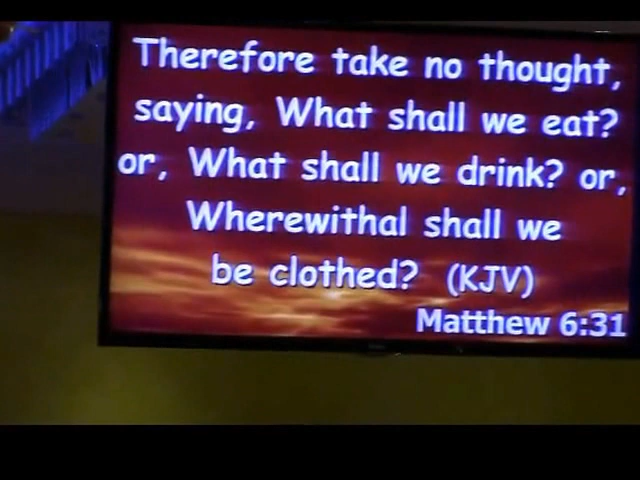 Therefore take no thought,
saying, What shall we eat?
or, What shall we drink? or,
Wherewithal shall we
be clothed? (KJV)
Matthew 6:31